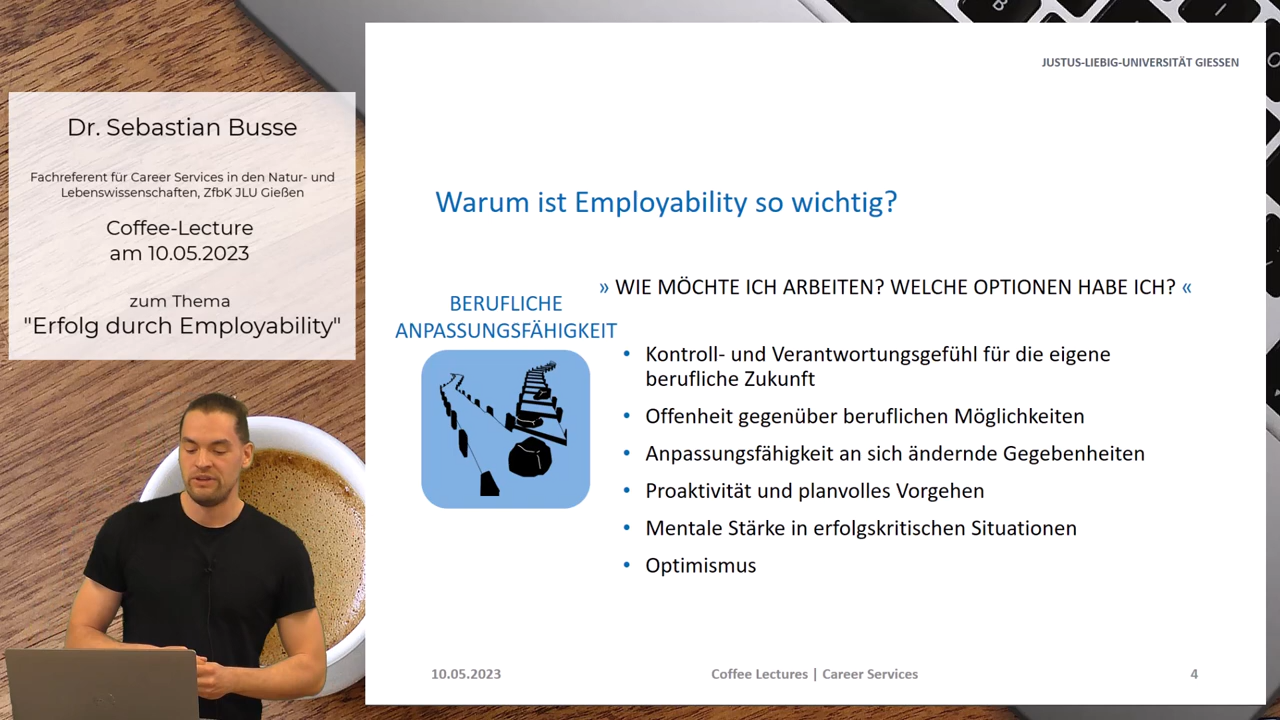 Dr. Sebastian Busse
Fachreferent für Career Services in den Natur- und
Lebenswissenschaften, ZfbK JLU Gießen
Coffee-Lecture
am 10.05.2023
zum Thema
"Erfolg durch Employability"
JUSTUS-LIEBIG-UNIVERSITÄT GIESSEN
Warum ist Employability so wichtig?
» WIE MÖCHTE ICH ARBEITEN? WELCHE OPTIONEN HABE ICH? «
BERUFLICHE
ANPASSUNGSFÄHIGKEIT
• Kontroll- und Verantwortungsgefühl für die eigene
berufliche Zukunft
• Offenheit gegenüber beruflichen Möglichkeiten
• Anpassungsfähigkeit an sich ändernde Gegebenheiten
• Proaktivität und planvolles Vorgehen
• Mentale Stärke in erfolgskritischen Situationen
• Optimismus
10.05.2023
Coffee Lectures | Career Services
4